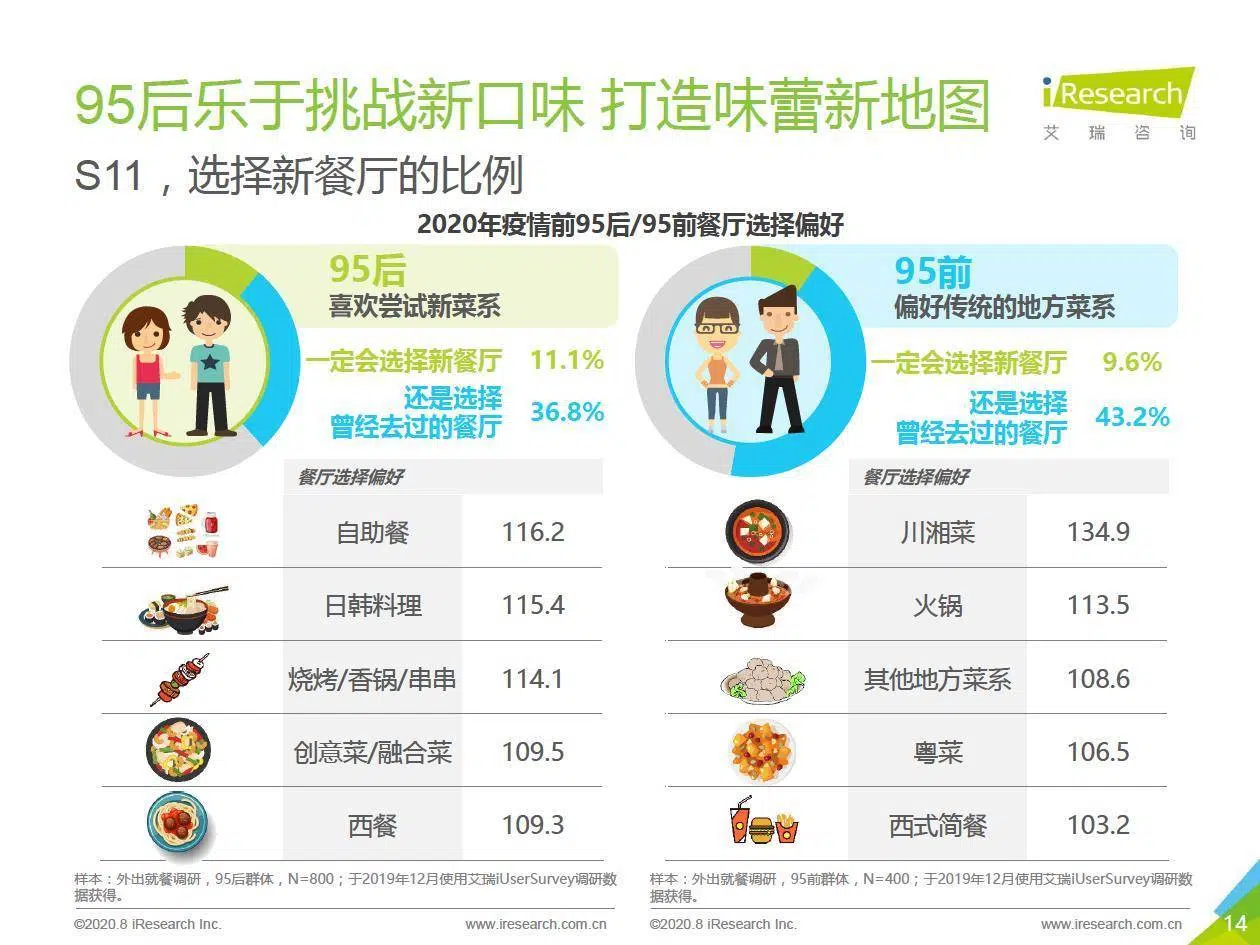 95后乐于挑战新口味 打造味蕾新地图
iResearch
艾瑞咨询
S11，选择新餐厅的比例
2020年疫情前95后/95前餐厅选择偏好
95后
喜欢尝试新菜系
一定会选择新餐厅 11.1%
还是选择
曾经去过的餐厅 36.8%
餐厅选择偏好
自助餐 116.2
日韩料理 115.4
烧烤/香锅/串串 114.1
创意菜/融合菜 109.5
西餐 109.3
样本：外出就餐调研，95后群体，N=800；于2019年12月使用艾瑞iUserSurvey调研数
据获得。
©2020.8 iResearch Inc. www.iresearch.com.cn
95前
偏好传统的地方菜系
一定会选择新餐厅 9.6%
还是选择
曾经去过的餐厅 43.2%
餐厅选择偏好
川湘菜 134.9
火锅 113.5
其他地方菜系 108.6
粤菜 106.5
西式简餐 103.2
样本：外出就餐调研，95前群体，N=400；于2019年12月使用艾瑞iUserSurvey调研数
据获得。
©2020.8 iResearch Inc. www.iresearch.com.cn
14